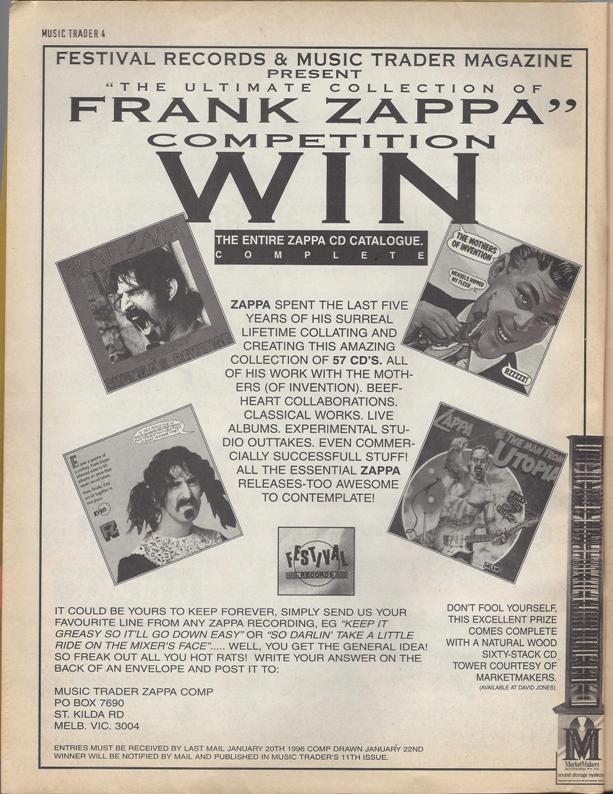 MUSIC TRADER 4
FESTIVAL RECORDS & MUSIC TRADER MAGAZINE
PRESENT
"THE ULTIMATE COLLECTION OF
FRANK ZAPPA"
COMPETITION
WIN
THE ENTIRE ZAPPA CD CATALOGUE.
COMPLETE
FRANK ZAPPA
THE MOTHERS
OF INVENTION
WEASELS RIPPED
MY FLESH
RZZZZZ!
ZAPPA SPENT THE LAST FIVE
YEARS OF HIS SURREAL
LIFETIME COLLATING AND
CREATING THIS AMAZING
COLLECTION OF 57 CD'S. ALL
OF HIS WORK WITH THE MOTH-
ERS (OF INVENTION). BEEF-
HEART COLLABORATIONS.
CLASSICAL WORKS. LIVE
ALBUMS. EXPERIMENTAL STU-
DIO OUTTAKES. EVEN COMMER-
CIALLY SUCCESSFULL STUFF!
ALL THE ESSENTIAL ZAPPA
RELEASES-TOO AWESOME
TO CONTEMPLATE!
ZAPPA
THE MAN FROM
UTOPIA
FESTIVAL
RECORDS
IT COULD BE YOURS TO KEEP FOREVER, SIMPLY SEND US YOUR
FAVOURITE LINE FROM ANY ZAPPA RECORDING, EG "KEEP IT
GREASY SO IT'LL GO DOWN EASY" OR "SO DARLIN' TAKE A LITTLE
RIDE ON THE MIXER'S FACE"..... WELL, YOU GET THE GENERAL IDEA!
SO FREAK OUT ALL YOU HOT RATS! WRITE YOUR ANSWER ON THE
BACK OF AN ENVELOPE AND POST IT TO:
MUSIC TRADER ZAPPA COMP
PO BOX 7690
ST. KILDA RD
MELB. VIC. 3004
ENTRIES MUST BE RECEIVED BY LAST MAIL JANUARY 20TH 1996 COMP DRAWN JANUARY 22ND
WINNER WILL BE NOTIFIED BY MAIL AND PUBLISHED IN MUSIC TRADER'S 11TH ISSUE.
DON'T FOOL YOURSELF,
THIS EXCELLENT PRIZE
COMES COMPLETE
WITH A NATURAL WOOD
SIXTY-STACK CD
TOWER COURTESY OF
MARKETMAKERS.
(AVAILABLE AT DAVID JONES).
M
MarketMakers
sound storage systems